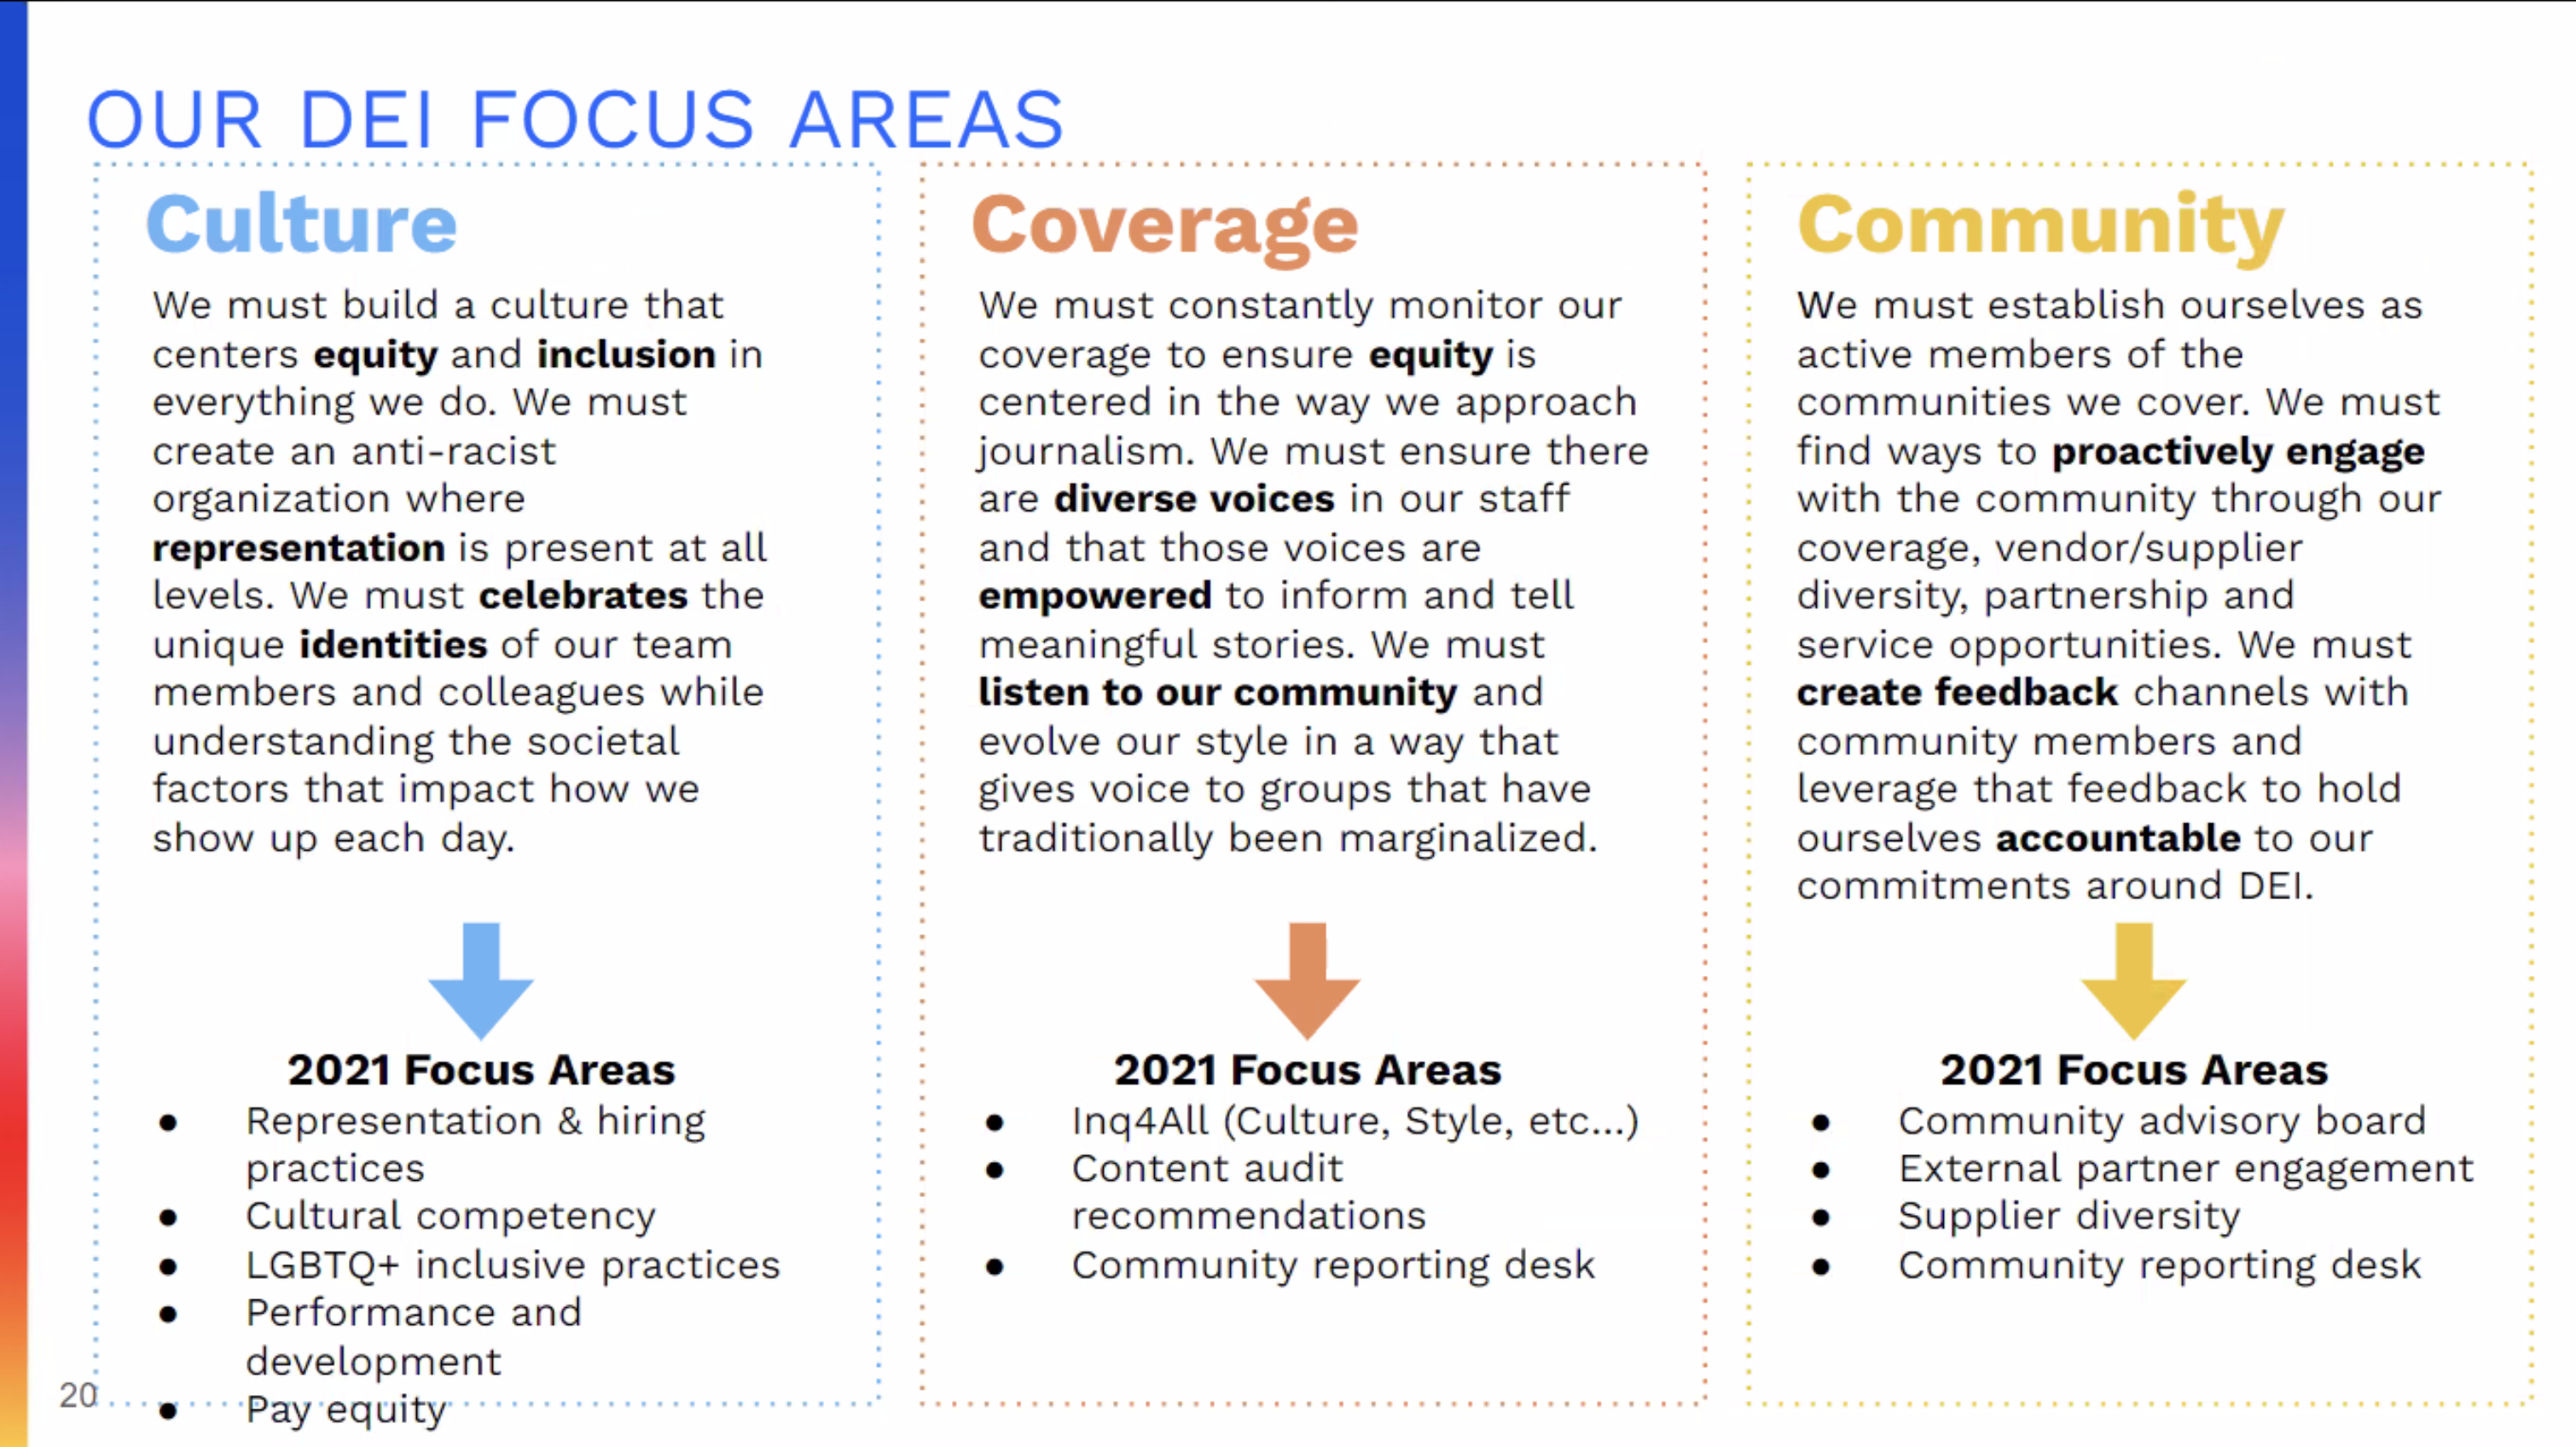 OUR DEI FOCUS AREAS
Culture
We must build a culture that
centers equity and inclusion in
everything we do. We must
create an anti-racist
organization where
representation is present at all
levels. We must celebrates the
unique identities of our team
members and colleagues while
understanding the societal
factors that impact how we
show up each day.
2021 Focus Areas
● Representation & hiring
practices
● Cultural competency
● LGBTQ+ inclusive practices
● Performance and
development
● Pay equity
Coverage
We must constantly monitor our
coverage to ensure equity is
centered in the way we approach
journalism. We must ensure there
are diverse voices in our staff
and that those voices are
empowered to inform and tell
meaningful stories. We must
listen to our community and
evolve our style in a way that
gives voice to groups that have
traditionally been marginalized.
2021 Focus Areas
● Inq4All (Culture, Style, etc...)
● Content audit
recommendations
● Community reporting desk
Community
We must establish ourselves as
active members of the
communities we cover. We must
find ways to proactively engage
with the community through our
coverage, vendor/supplier
diversity, partnership and
service opportunities. We must
create feedback channels with
community members and
leverage that feedback to hold
ourselves accountable to our
commitments around DEI.
2021 Focus Areas
● Community advisory board
● External partner engagement
● Supplier diversity
● Community reporting desk
20